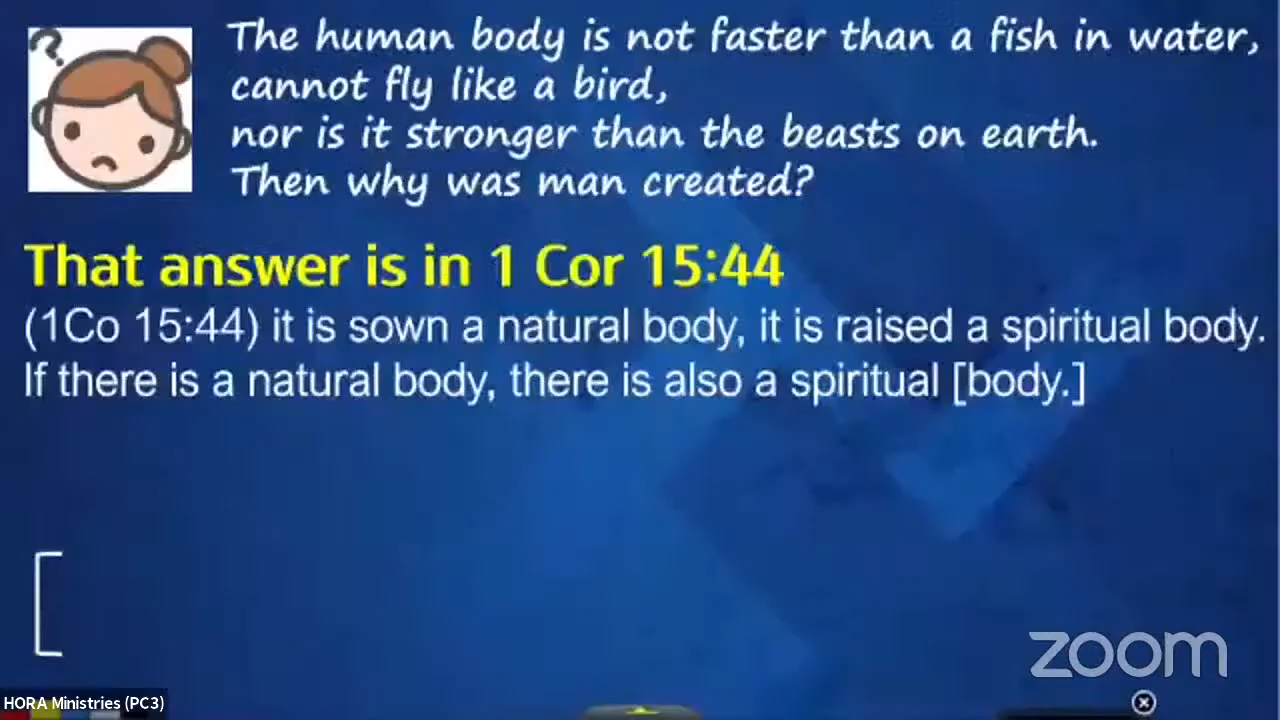 ?
The human body is not faster than a fish in water,
cannot fly like a bird,
nor is it stronger than the beasts on earth.
Then why was man created?
That answer is in 1 Cor 15:44
(1Co 15:44) it is sown a natural body, it is raised a spiritual body.
If there is a natural body, there is also a spiritual [body.]
[
zoom
HORA Ministries (PC3)